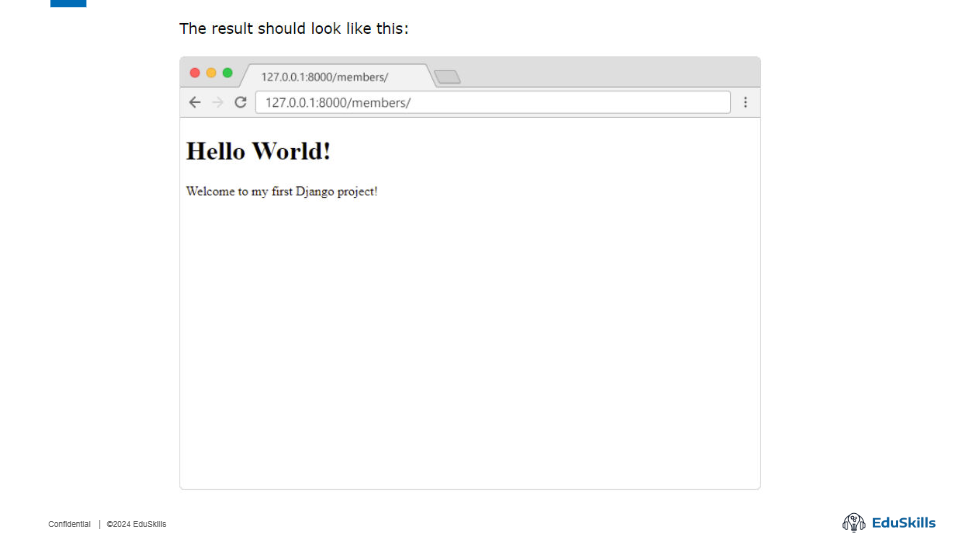 The result should look like this:
127.0.0.1:8000/members/
127.0.0.1:8000/members/
Hello World!
Welcome to my first Django project!
Confidential | ©2024 EduSkills
EduSkills